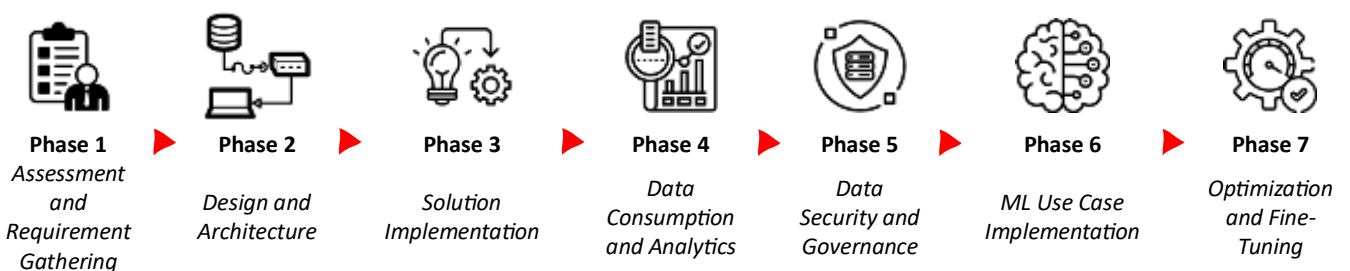 Phase 1
Assessment
and
Requirement
Gathering
Phase 2
Design and
Architecture
Phase 3
Solution
Implementation
Phase 4
Data
Consumption
and Analytics
Phase 5
Data
Security and
Governance
Phase 6
ML Use Case
Implementation
Phase 7
Optimization
and Fine-
Tuning